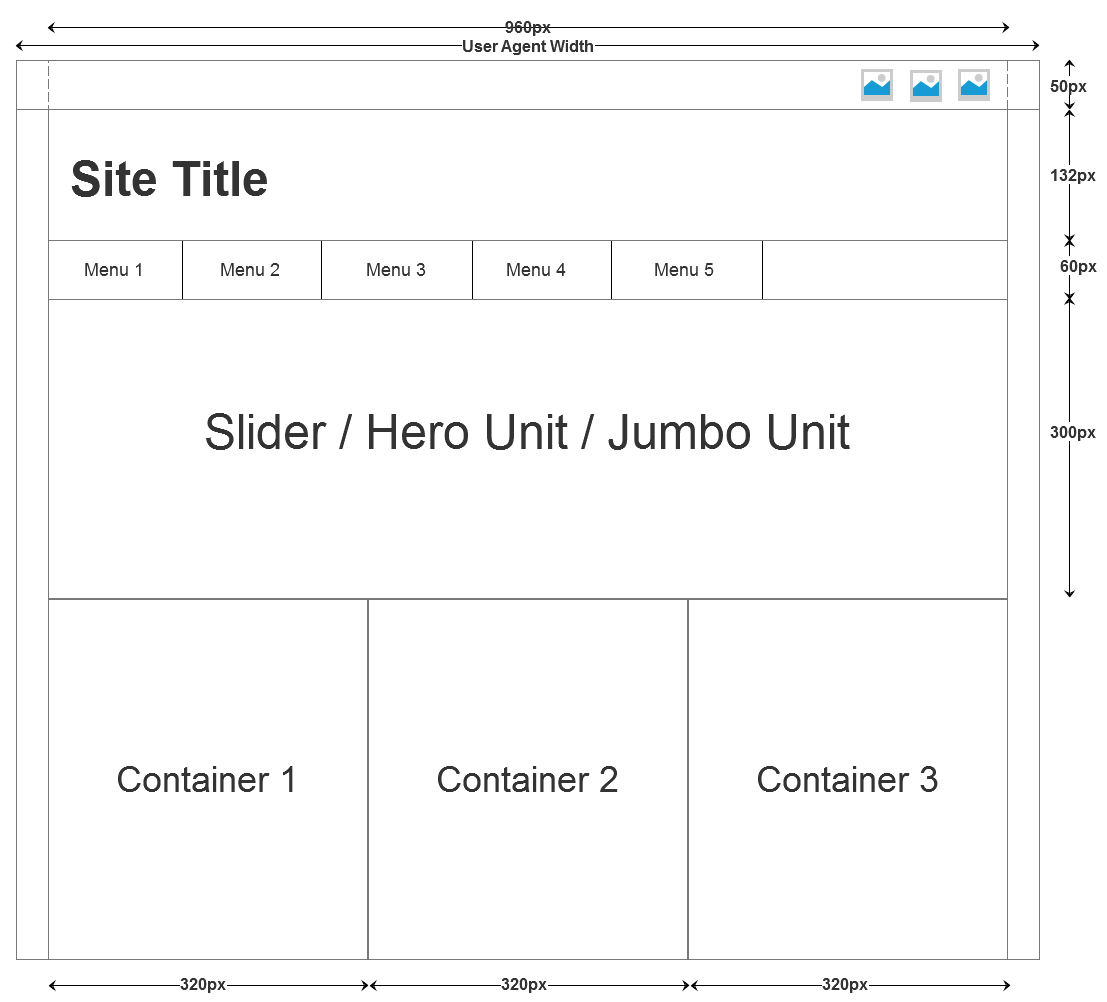 960px
User Agent Width
50px
Site Title
132px
Menu 1 Menu 2 Menu 3 Menu 4 Menu 5
60px
Slider / Hero Unit / Jumbo Unit
300px
Container 1 Container 2 Container 3
320px 320px 320px